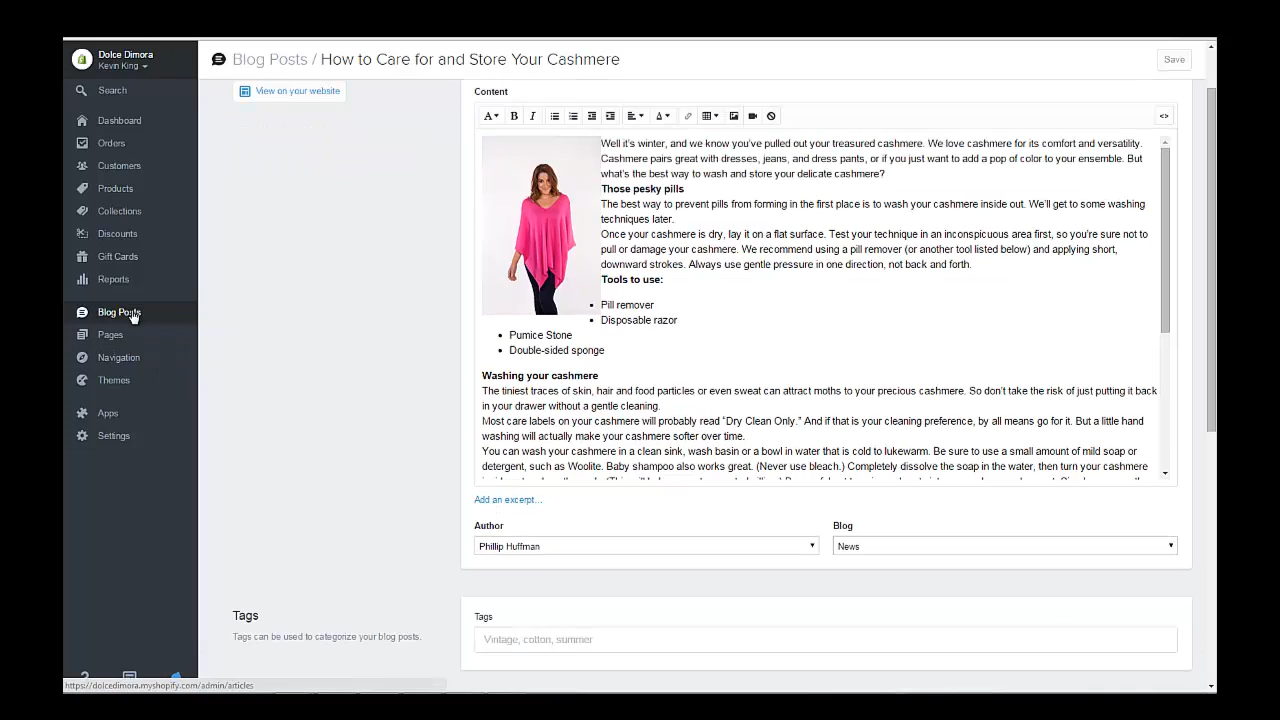 Dolce Dimora
Kevin King
Search
Dashboard
Orders
Customers
Products
Collections
Discounts
Gift Cards
Reports
Blog Posts
Pages
Navigation
Themes
Apps
Settings
Blog Posts / How to Care for and Store Your Cashmere
Save
View on your website
Content
A B I A <>
Well it's winter, and we know you've pulled out your treasured cashmere. We love cashmere for its comfort and versatility.
Cashmere pairs great with dresses, jeans, and dress pants, or if you just want to add a pop of color to your ensemble. But
what's the best way to wash and store your delicate cashmere?
Those pesky pills
The best way to prevent pills from forming in the first place is to wash your cashmere inside out. We'll get to some washing
techniques later.
Once your cashmere is dry, lay it on a flat surface. Test your technique in an inconspicuous area first, so you're sure not to
pull or damage your cashmere. We recommend using a pill remover (or another tool listed below) and applying short,
downward strokes. Always use gentle pressure in one direction, not back and forth.
Tools to use:
• Pill remover
• Disposable razor
• Pumice Stone
• Double-sided sponge
Washing your cashmere
The tiniest traces of skin, hair and food particles or even sweat can attract moths to your precious cashmere. So don't take the risk of just putting it back
in your drawer without a gentle cleaning.
Most care labels on your cashmere will probably read "Dry Clean Only." And if that is your cleaning preference, by all means go for it. But a little hand
washing will actually make your cashmere softer over time.
You can wash your cashmere in a clean sink, wash basin or a bowl in water that is cold to lukewarm. Be sure to use a small amount of mild soap or
detergent, such as Woolite. Baby shampoo also works great. (Never use bleach.) Completely dissolve the soap in the water, then turn your cashmere
Add an excerpt...
Author
Blog
Phillip Huffman
News
Tags
Tags can be used to categorize your blog posts.
Tags
Vintage, cotton, summer
https://dolcedimora.myshopify.com/admin/articles